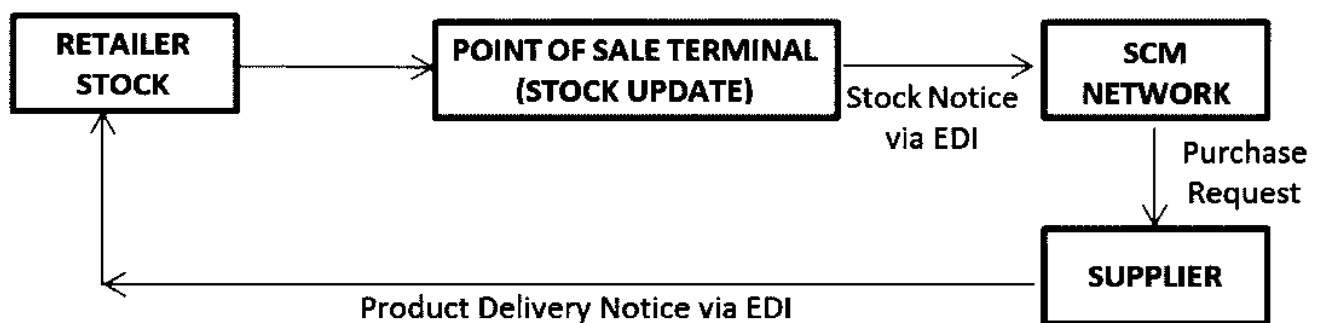 RETAILER
STOCK
POINT OF SALE TERMINAL
(STOCK UPDATE)
Stock Notice
via EDI
SCM
NETWORK
Purchase
Request
SUPPLIER
Product Delivery Notice via EDI